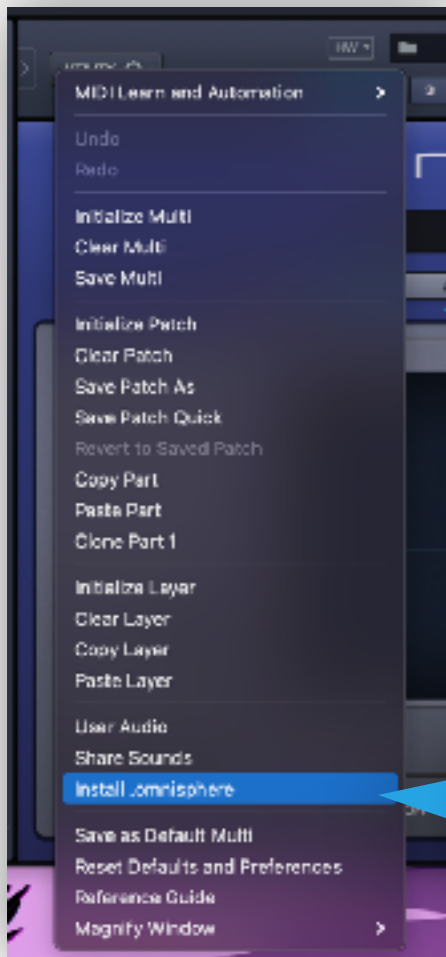 HW
MIDI Learn and Automation
Undo
Redo
Initialize Multi
Clear Multi
Save Multi
Initialize Patch
Clear Patch
Save Patch As
Save Patch Quick
Revert to Saved Patch
Copy Part
Paste Part
Clone Part 1
Initialize Layer
Clear Layer
Copy Layer
Paste Layer
User Audio
Share Sounds
Install .omnisphere
Save as Default Multi
Reset Defaults and Preferences
Reference Guide
Magnify Window